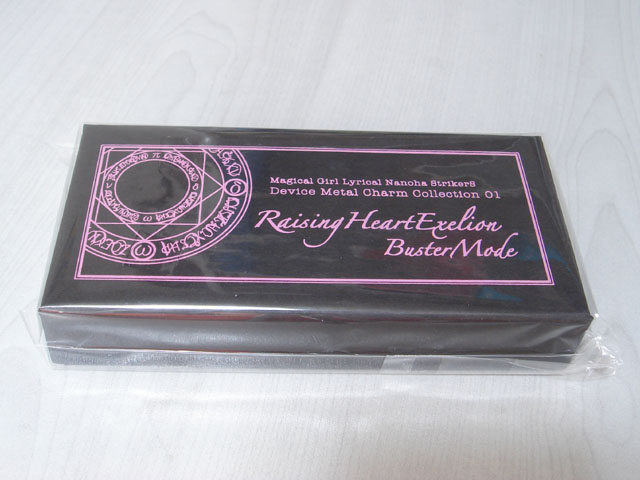 Magical Girl Lyrical Nanoha StrikerS
Device Metal Charm Collection 01
RaisingHeartExelion
BusterMode